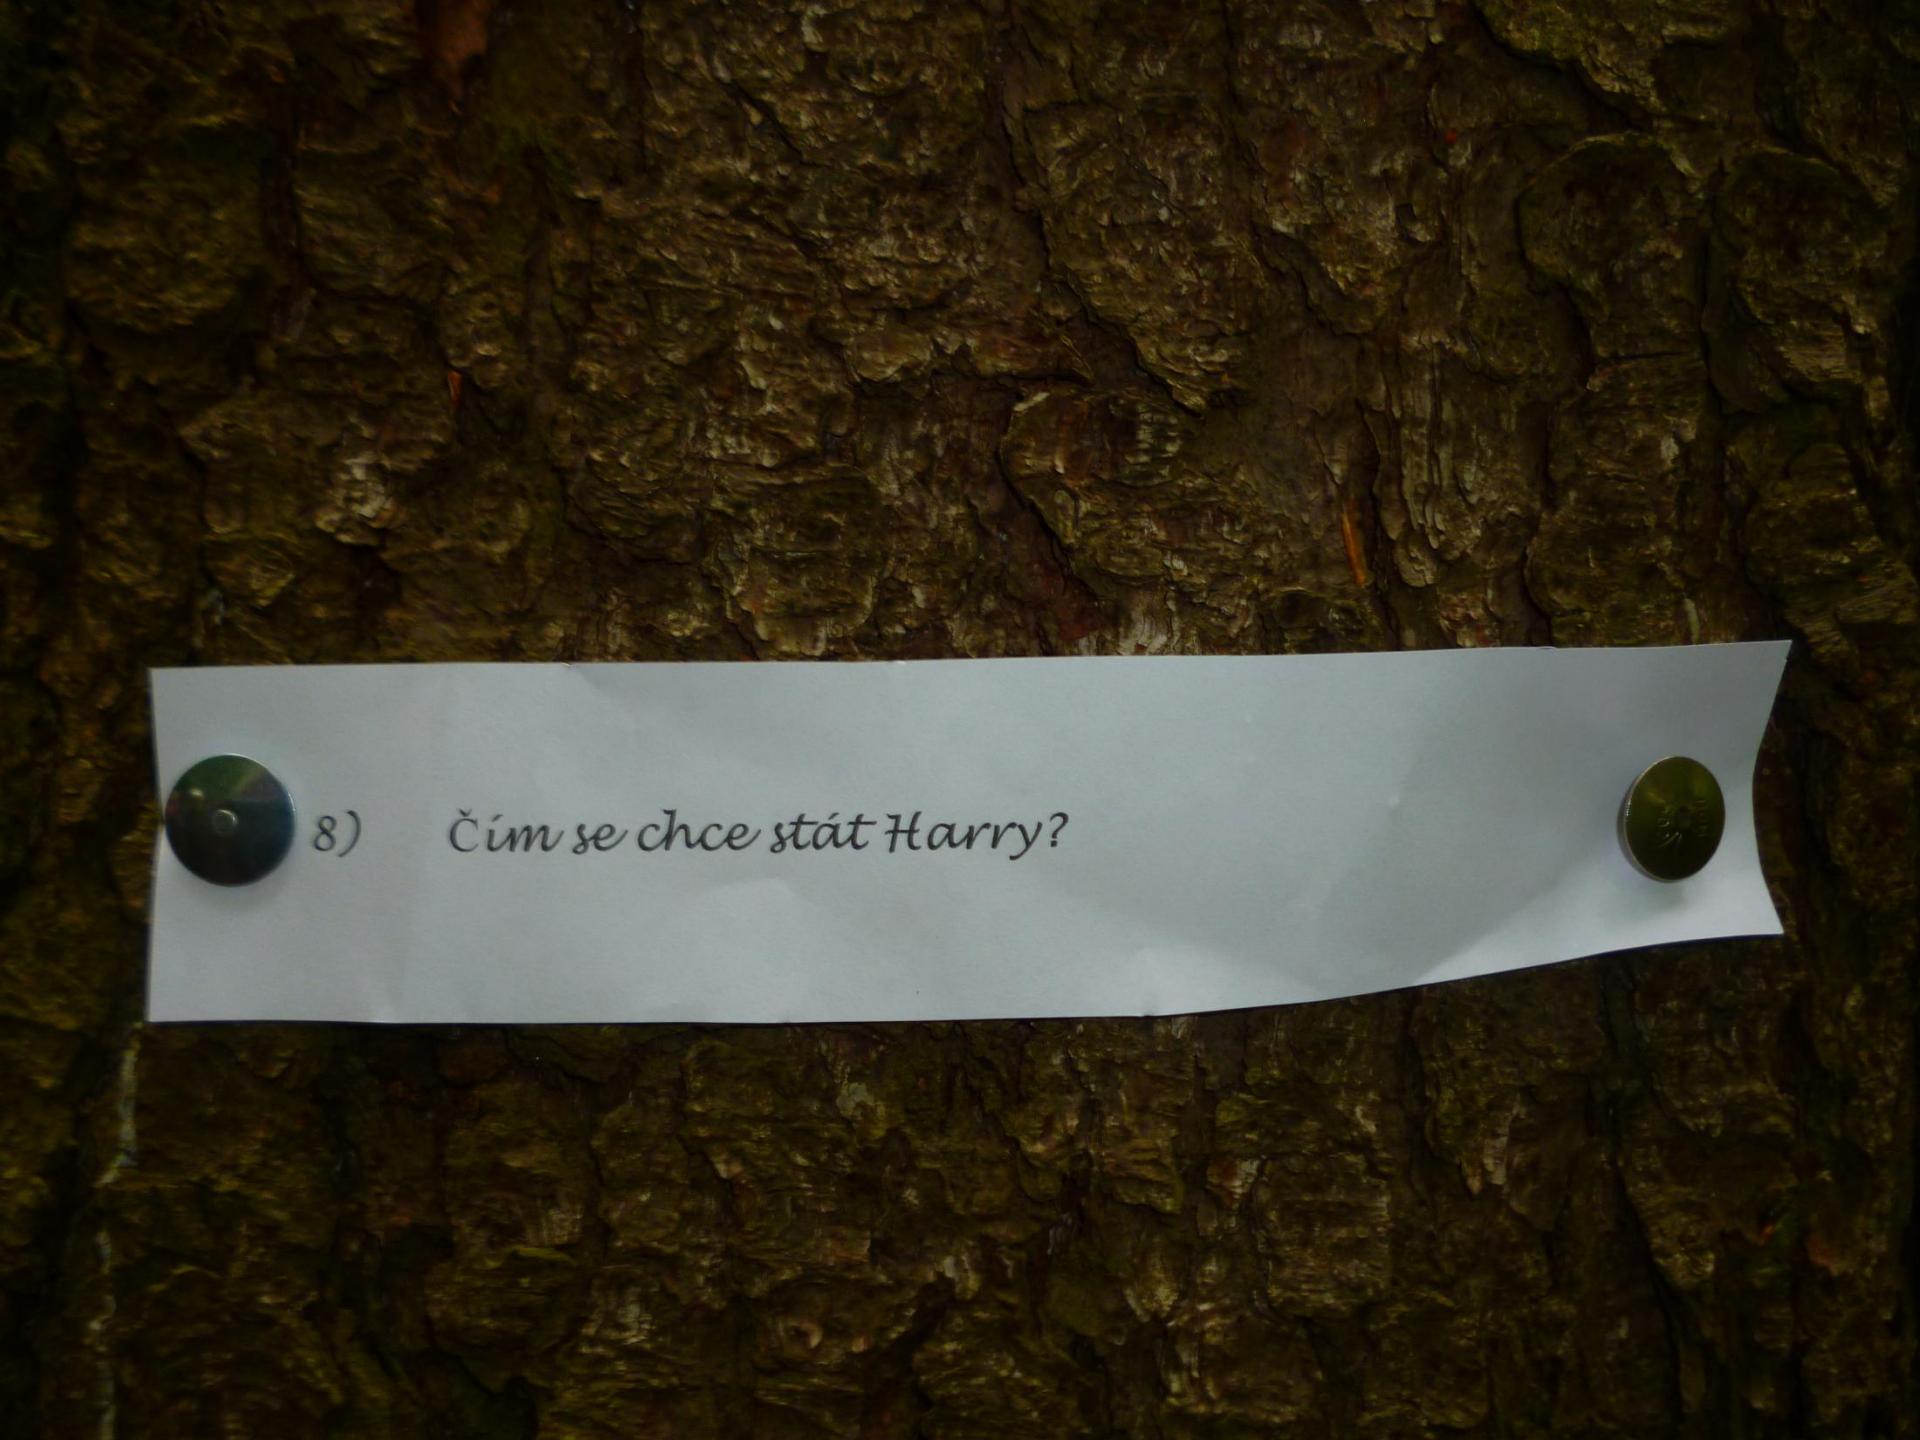 8) Čím se chce stát Harry?